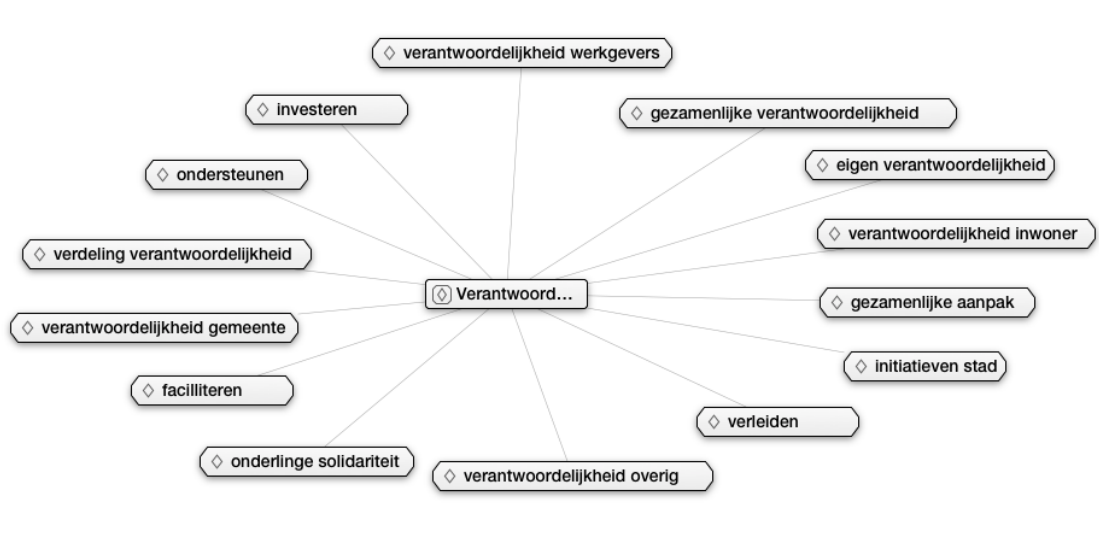 verantwoordelijkheid werkgevers
investeren
gezamenlijke verantwoordelijkheid
eigen verantwoordelijkheid
ondersteunen
verantwoordelijkheid inwoner
verdeling verantwoordelijkheid
Verantwoord...
gezamenlijke aanpak
verantwoordelijkheid gemeente
initiatieven stad
facilliteren
verleiden
onderlinge solidariteit
verantwoordelijkheid overig